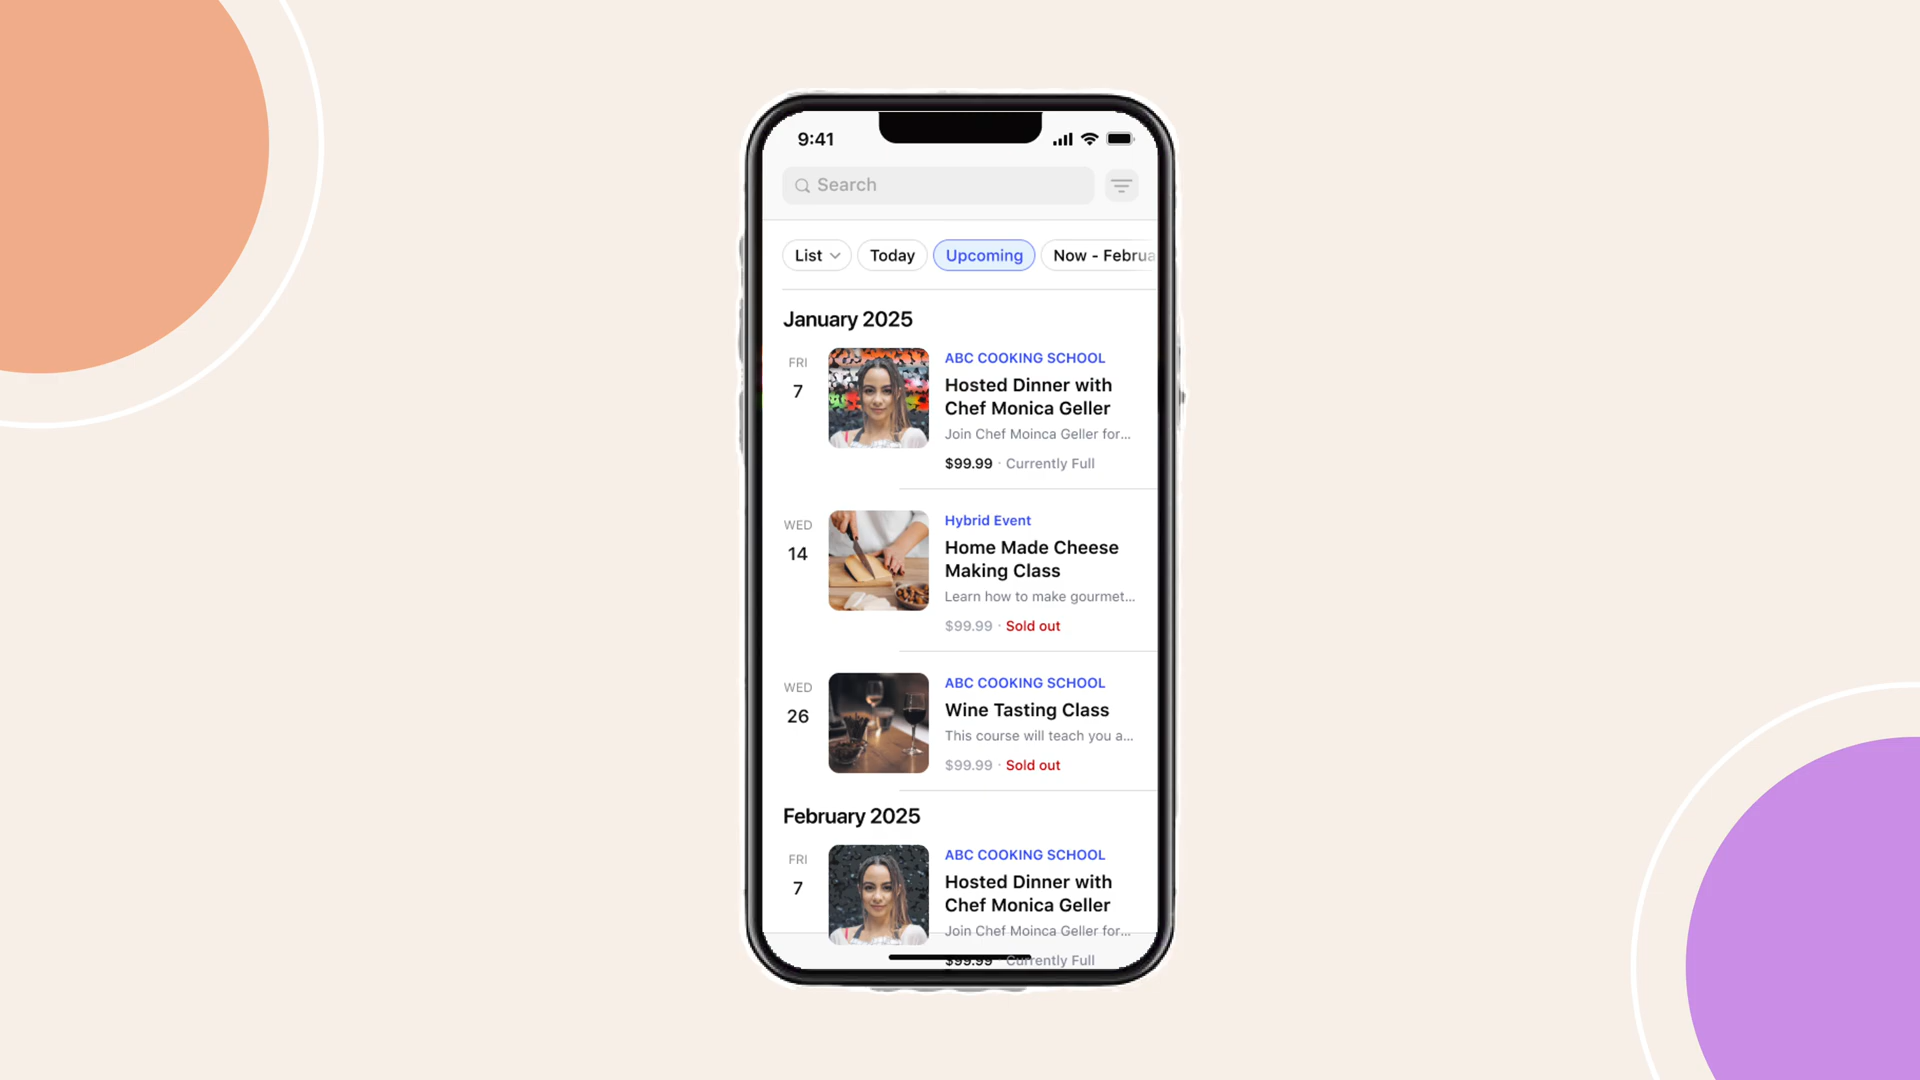 9:41
Search
List Today Upcoming Now - Februa
January 2025
FRI
7
ABC COOKING SCHOOL
Hosted Dinner with
Chef Monica Geller
Join Chef Moinca Geller for...
$99.99 · Currently Full
WED
14
Hybrid Event
Home Made Cheese
Making Class
Learn how to make gourmet...
$99.99 · Sold out
WED
26
ABC COOKING SCHOOL
Wine Tasting Class
This course will teach you a...
$99.99 · Sold out
February 2025
FRI
7
ABC COOKING SCHOOL
Hosted Dinner with
Chef Monica Geller
Join Chef Moinca Geller for...
$99.99 · Currently Full